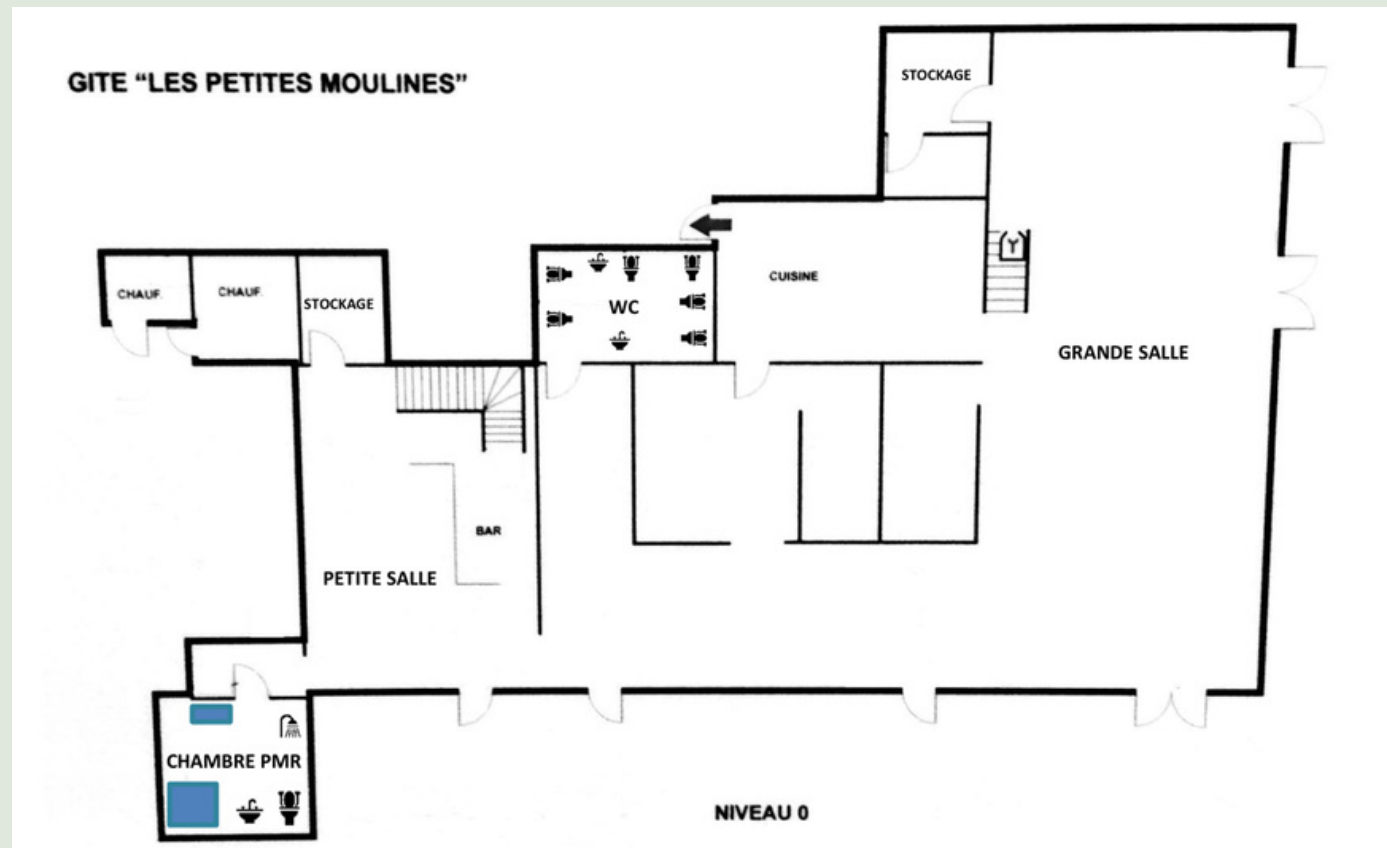 GITE “LES PETITES MOULINES”
STOCKAGE
CHAUF.
CHAUF.
STOCKAGE
WC
CUISINE
GRANDE SALLE
BAR
PETITE SALLE
CHAMBRE PMR
NIVEAU 0